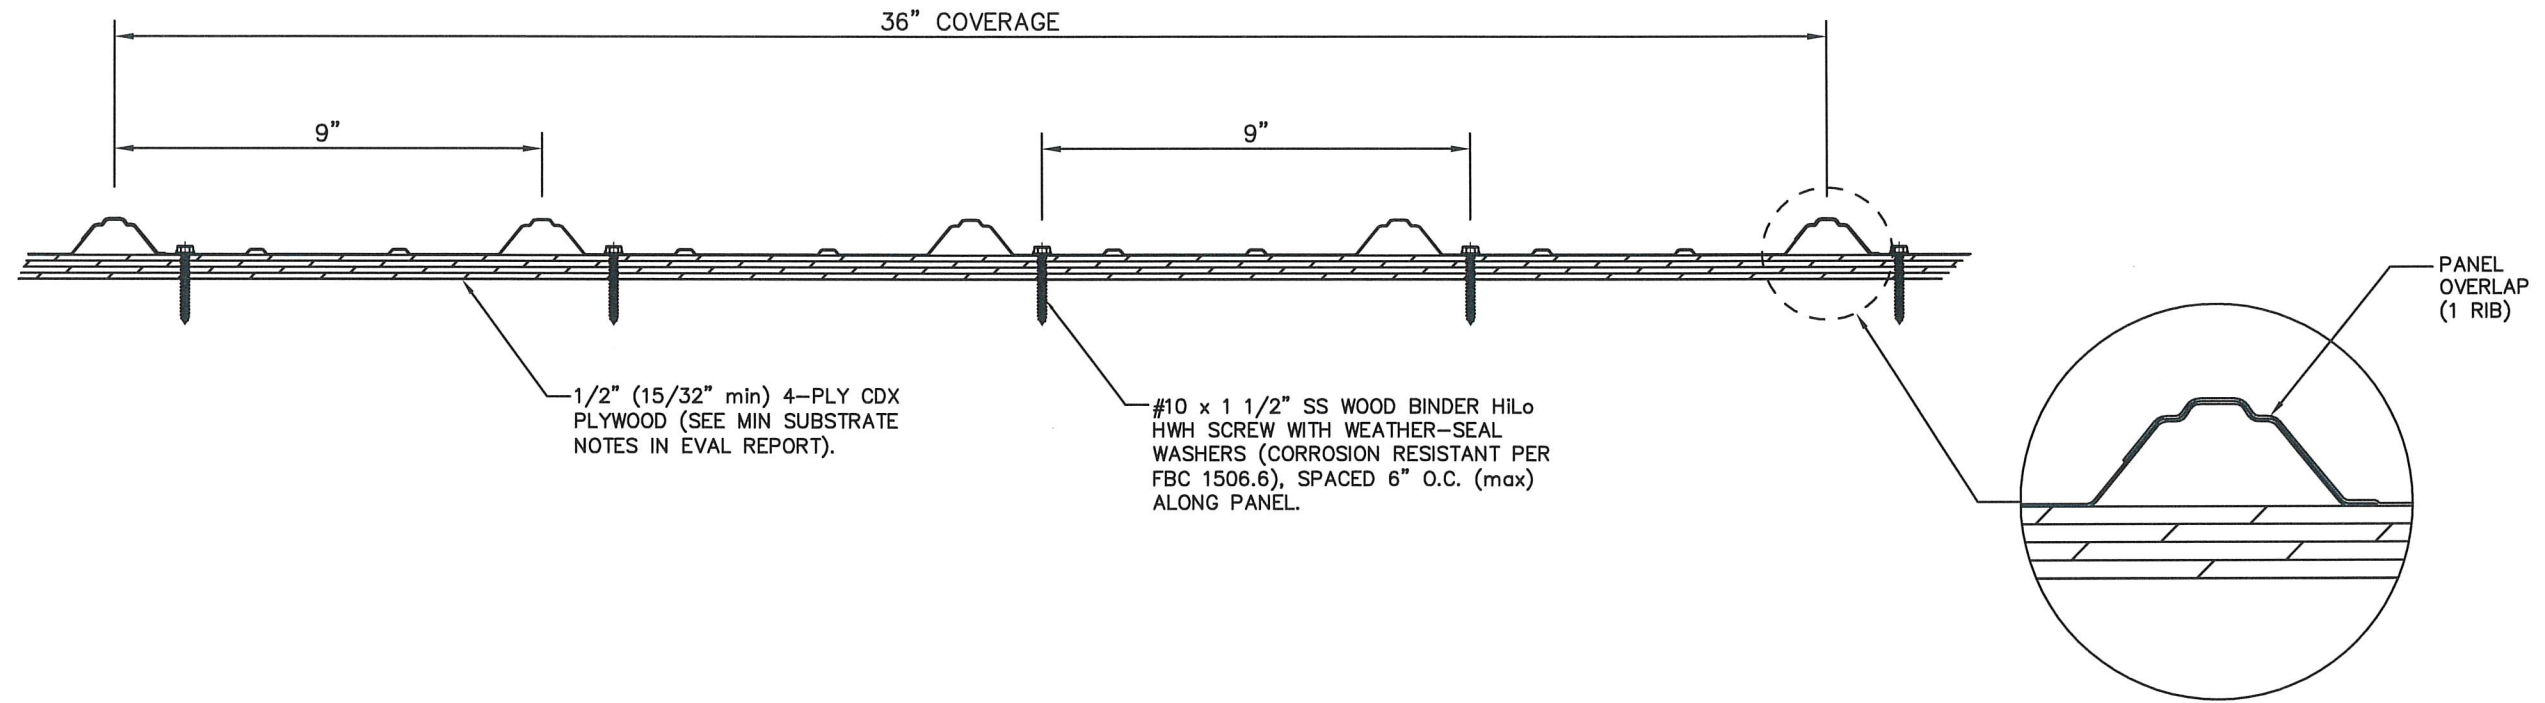 36” COVERAGE
9”
9”
PANEL
OVERLAP
(1 RIB)
1/2” (15/32” min) 4–PLY CDX
PLYWOOD (SEE MIN SUBSTRATE
NOTES IN EVAL REPORT).
#10 x 1 1/2” SS WOOD BINDER HiLo
HWH SCREW WITH WEATHER–SEAL
WASHERS (CORROSION RESISTANT PER
FBC 1506.6), SPACED 6” O.C. (max)
ALONG PANEL.